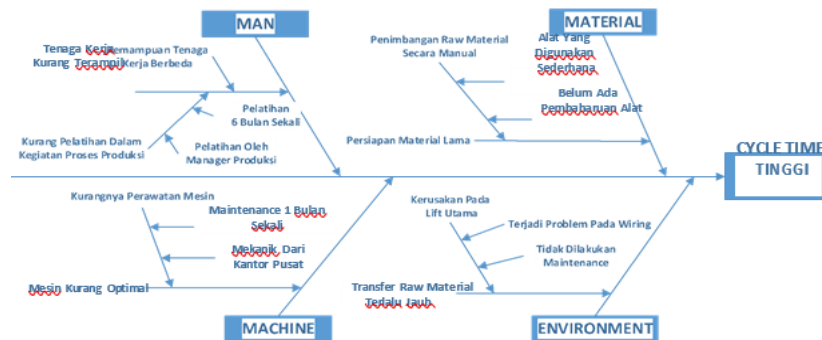 MAN
MATERIAL
Tenaga Kerja
Kurang Terampil
Kemampuan Tenaga
Kerja Berbeda
Pelatihan
6 Bulan Sekali
Kurang Pelatihan Dalam
Kegiatan Proses Produksi
Pelatihan Oleh
Manager Produksi
Penimbangan Raw Material
Secara Manual
Alat Yang
Digunakan
Sederhana
Belum Ada
Pembabaruan Alat
Persiapan Material Lama
CYCLE TIME
TINGGI
Kurangnya Perawatan Mesin
Maintenance 1 Bulan
Sekali
Mekanik Dari
Kantor Pusat
Mesin Kurang Optimal
Kerusakan Pada
Lift Utama
Terjadi Problem Pada Wiring
Tidak Dilakukan
Maintenance
Transfer Raw Material
Terlalu Jauh
MACHINE
ENVIRONMENT